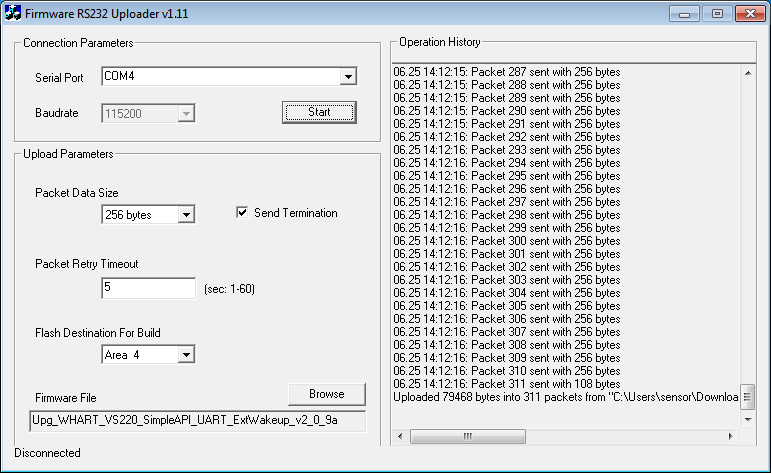 Firmware RS232 Uploader v1.11
Connection Parameters
Serial Port
COM4
Baudrate
115200
Start
Upload Parameters
Packet Data Size
256 bytes
Send Termination
Packet Retry Timeout
5
(sec: 1-60)
Flash Destination For Build
Area 4
Firmware File
Browse
Upg_WHART_VS220_SimpleAPI_UART_ExtWakeup_v2_0_9a
Disconnected
Operation History
06.25 14:12:15: Packet 287 sent with 256 bytes
06.25 14:12:15: Packet 288 sent with 256 bytes
06.25 14:12:15: Packet 289 sent with 256 bytes
06.25 14:12:15: Packet 290 sent with 256 bytes
06.25 14:12:15: Packet 291 sent with 256 bytes
06.25 14:12:16: Packet 292 sent with 256 bytes
06.25 14:12:16: Packet 293 sent with 256 bytes
06.25 14:12:16: Packet 294 sent with 256 bytes
06.25 14:12:16: Packet 295 sent with 256 bytes
06.25 14:12:16: Packet 296 sent with 256 bytes
06.25 14:12:16: Packet 297 sent with 256 bytes
06.25 14:12:16: Packet 298 sent with 256 bytes
06.25 14:12:16: Packet 299 sent with 256 bytes
06.25 14:12:16: Packet 300 sent with 256 bytes
06.25 14:12:16: Packet 301 sent with 256 bytes
06.25 14:12:16: Packet 302 sent with 256 bytes
06.25 14:12:16: Packet 303 sent with 256 bytes
06.25 14:12:16: Packet 304 sent with 256 bytes
06.25 14:12:16: Packet 305 sent with 256 bytes
06.25 14:12:16: Packet 306 sent with 256 bytes
06.25 14:12:16: Packet 307 sent with 256 bytes
06.25 14:12:16: Packet 308 sent with 256 bytes
06.25 14:12:16: Packet 309 sent with 256 bytes
06.25 14:12:16: Packet 310 sent with 256 bytes
06.25 14:12:16: Packet 311 sent with 108 bytes
Uploaded 79468 bytes into 311 packets from "C:\Users\sensor\Downloa